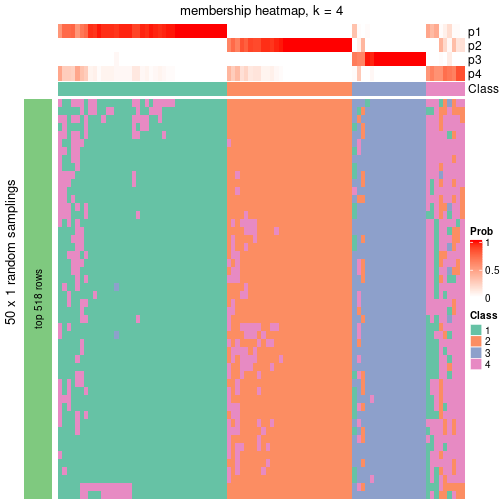 membership heatmap, k = 4
p1
p2
p3
p4
Class
50 x 1 random samplings
top 518 rows
Prob
1
0.5
0
Class
1
2
3
4